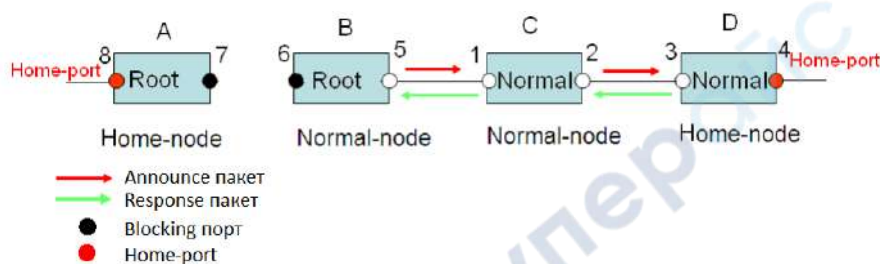 A B C D
8 7 6 5 1 2 3 4
Home-port Root Root Normal Normal Home-port
Home-node Normal-node Normal-node Home-node
Announce пакет
Response пакет
Blocking порт
Home-port